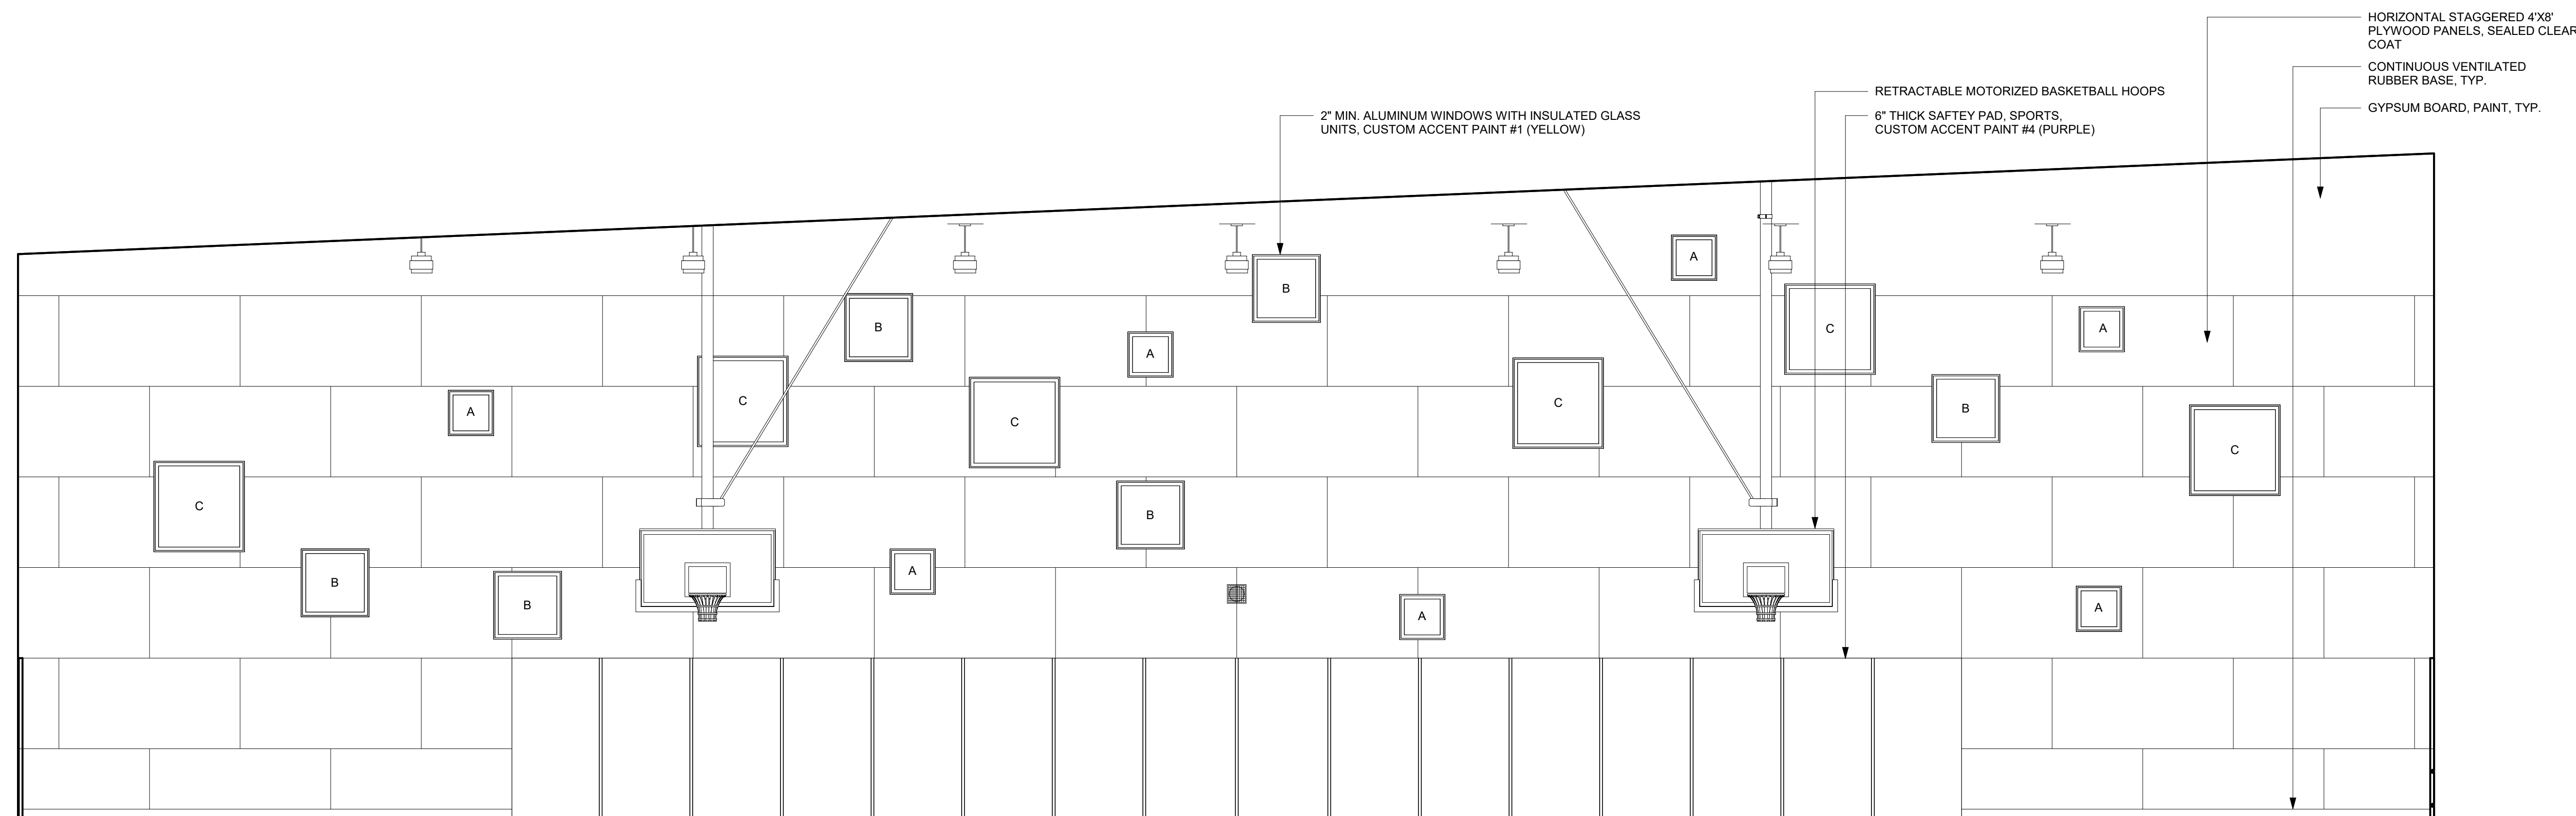 HORIZONTAL STAGGERED 4'X8'
PLYWOOD PANELS, SEALED CLEAR
COAT
CONTINUOUS VENTILATED
RUBBER BASE, TYP.
GYPSUM BOARD, PAINT, TYP.
RETRACTABLE MOTORIZED BASKETBALL HOOPS
6" THICK SAFTEY PAD, SPORTS,
CUSTOM ACCENT PAINT #4 (PURPLE)
2" MIN. ALUMINUM WINDOWS WITH INSULATED GLASS
UNITS, CUSTOM ACCENT PAINT #1 (YELLOW)
A
B
B
C
A
A
C
A
C
B
A
C
C
C
B
B
A
B
B
A
A